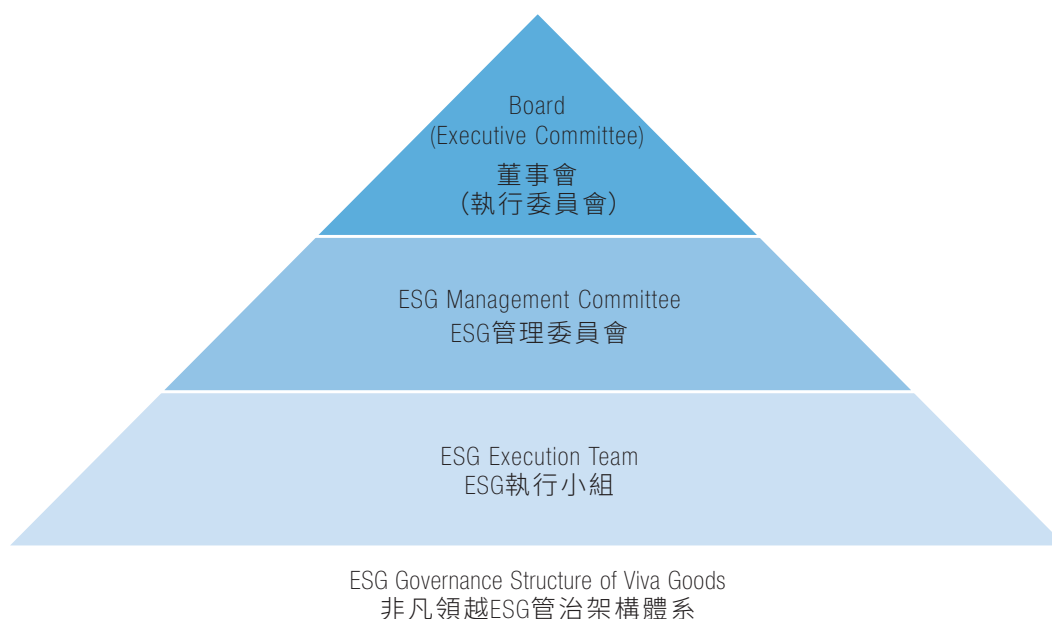 Board
(Executive Committee)
董事會
（執行委員會）
ESG Management Committee
ESG管理委員會
ESG Execution Team
ESG執行小組
ESG Governance Structure of Viva Goods
非凡領越ESG管治架構體系